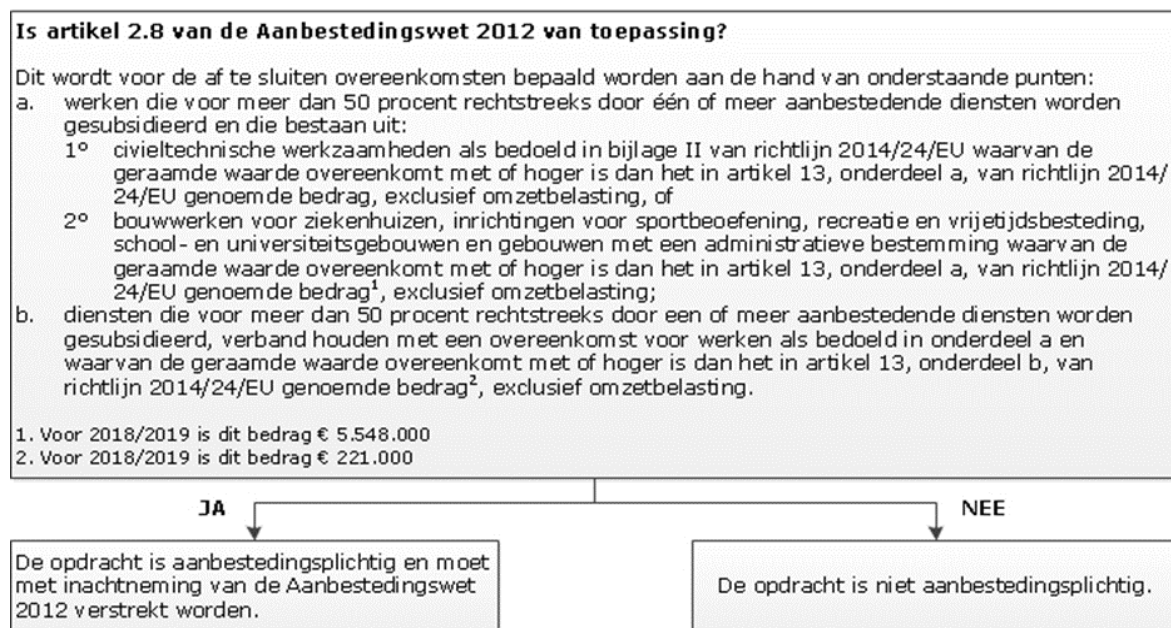 Is artikel 2.8 van de Aanbestedingswet 2012 van toepassing?
Dit wordt voor de af te sluiten overeenkomsten bepaald worden aan de hand van onderstaande punten:
a. werken die voor meer dan 50 procent rechtstreeks door één of meer aanbestedende diensten worden
gesubsidieerd en die bestaan uit:
1° civieltechnische werkzaamheden als bedoeld in bijlage II van richtlijn 2014/24/EU waarvan de
geraamde waarde overeenkomt met of hoger is dan het in artikel 13, onderdeel a, van richtlijn 2014/
24/EU genoemde bedrag, exclusief omzetbelasting, of
2° bouwwerken voor ziekenhuizen, inrichtingen voor sportbeoefening, recreatie en vrijetijdsbesteding,
school- en universiteitsgebouwen en gebouwen met een administratieve bestemming waarvan de
geraamde waarde overeenkomt met of hoger is dan het in artikel 13, onderdeel a, van richtlijn 2014/
24/EU genoemde bedrag¹, exclusief omzetbelasting;
b. diensten die voor meer dan 50 procent rechtstreeks door een of meer aanbestedende diensten worden
gesubsidieerd, verband houden met een overeenkomst voor werken als bedoeld in onderdeel a en
waarvan de geraamde waarde overeenkomt met of hoger is dan het in artikel 13, onderdeel b, van
richtlijn 2014/24/EU genoemde bedrag², exclusief omzetbelasting.
1. Voor 2018/2019 is dit bedrag € 5.548.000
2. Voor 2018/2019 is dit bedrag € 221.000
JA
NEE
De opdracht is aanbestedingsplichtig en moet
met inachtneming van de Aanbestedingswet
2012 verstrekt worden.
De opdracht is niet aanbestedingsplichtig.